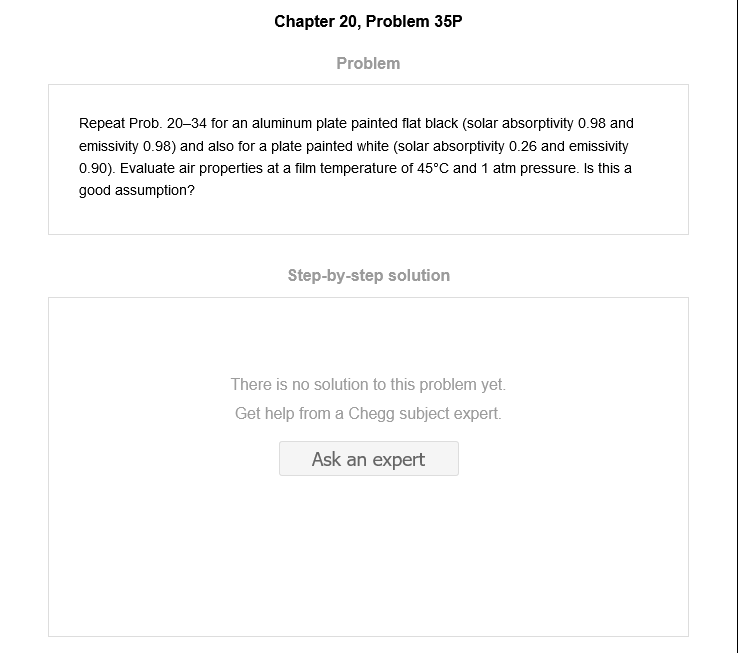 Chapter 20, Problem 35P
Problem
Repeat Prob. 20–34 for an aluminum plate painted flat black (solar absorptivity 0.98 and
emissivity 0.98) and also for a plate painted white (solar absorptivity 0.26 and emissivity
0.90). Evaluate air properties at a film temperature of 45°C and 1 atm pressure. Is this a
good assumption?
Step-by-step solution
There is no solution to this problem yet.
Get help from a Chegg subject expert.
Ask an expert